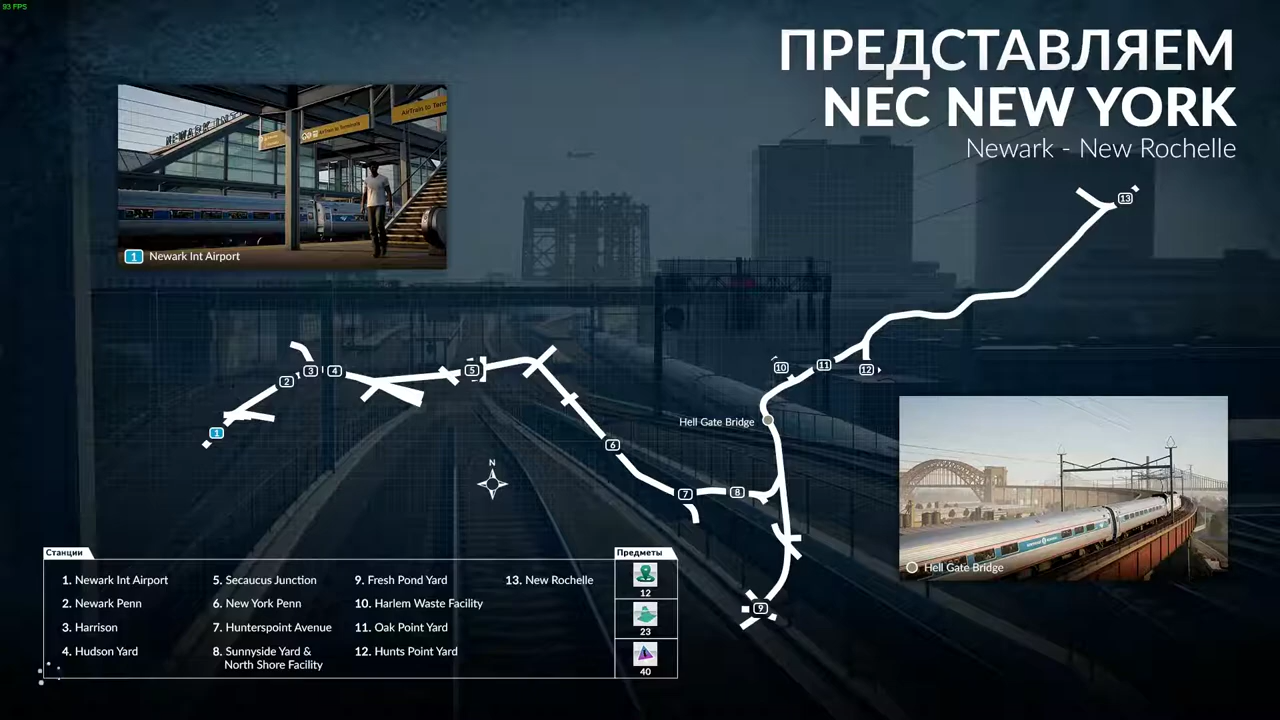 93 FPS
ПРЕДСТАВЛЯЕМ
NEC NEW YORK
Newark - New Rochelle
AirTrain to Term
AirTrain to Terminals
1 Newark Int Airport
13
10
11
12
3
4
5
2
1
Hell Gate Bridge
6
N
7
8
9
Hell Gate Bridge
Станции
Предметы
1. Newark Int Airport
2. Newark Penn
3. Harrison
4. Hudson Yard
5. Secaucus Junction
6. New York Penn
7. Hunterspoint Avenue
8. Sunnyside Yard &
North Shore Facility
9. Fresh Pond Yard
10. Harlem Waste Facility
11. Oak Point Yard
12. Hunts Point Yard
13. New Rochelle
12
23
40